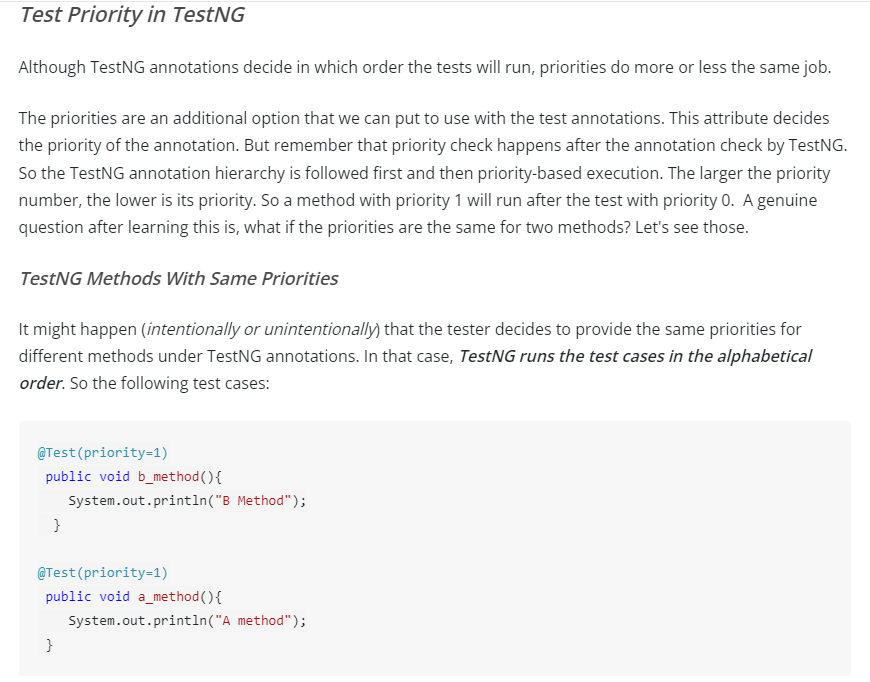 Test Priority in TestNG
Although TestNG annotations decide in which order the tests will run, priorities do more or less the same job.
The priorities are an additional option that we can put to use with the test annotations. This attribute decides
the priority of the annotation. But remember that priority check happens after the annotation check by TestNG.
So the TestNG annotation hierarchy is followed first and then priority-based execution. The larger the priority
number, the lower is its priority. So a method with priority 1 will run after the test with priority 0.  A genuine
question after learning this is, what if the priorities are the same for two methods? Let's see those.
TestNG Methods With Same Priorities
It might happen (intentionally or unintentionally) that the tester decides to provide the same priorities for
different methods under TestNG annotations. In that case, TestNG runs the test cases in the alphabetical
order. So the following test cases:
@Test(priority=1)
public void b_method(){
System.out.println("B Method");
}
@Test(priority=1)
public void a_method(){
System.out.println("A method");
}